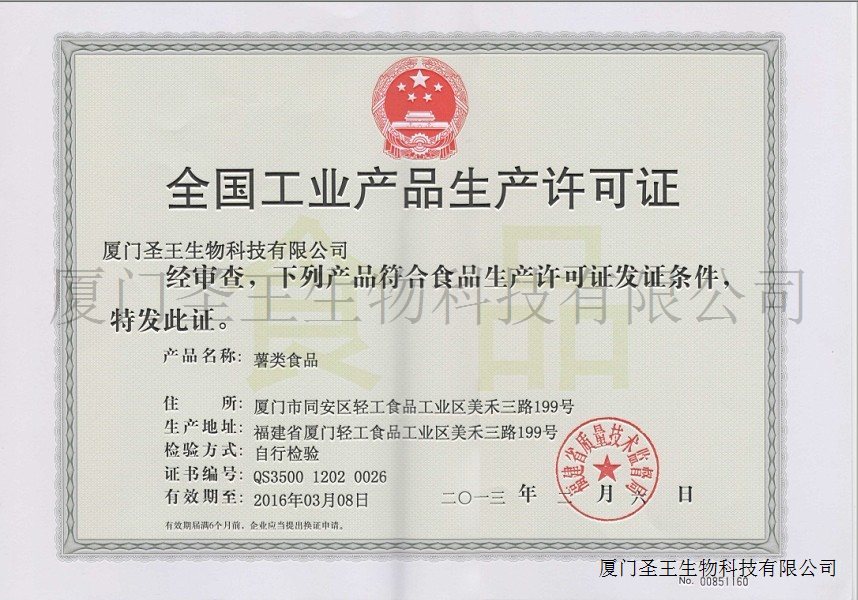 全国工业产品生产许可证
厦门圣王生物科技有限公司
经审查，下列产品符合食品生产许可证发证条件，
特发此证。
食品
厦门圣王生物科技有限公司
产品名称: 薯类食品
住 所: 厦门市同安区轻工食品工业区美禾三路199号
生产地址: 福建省厦门轻工食品工业区美禾三路199号
检验方式: 自行检验
证书编号: QS3500 1202 0026
有效期至: 2016年03月08日
二〇一三 年 月 日
福建省质量技术监督局
有效期届满6个月前，企业应当提出换证申请。
厦门圣王生物科技有限公司
No. 00851160